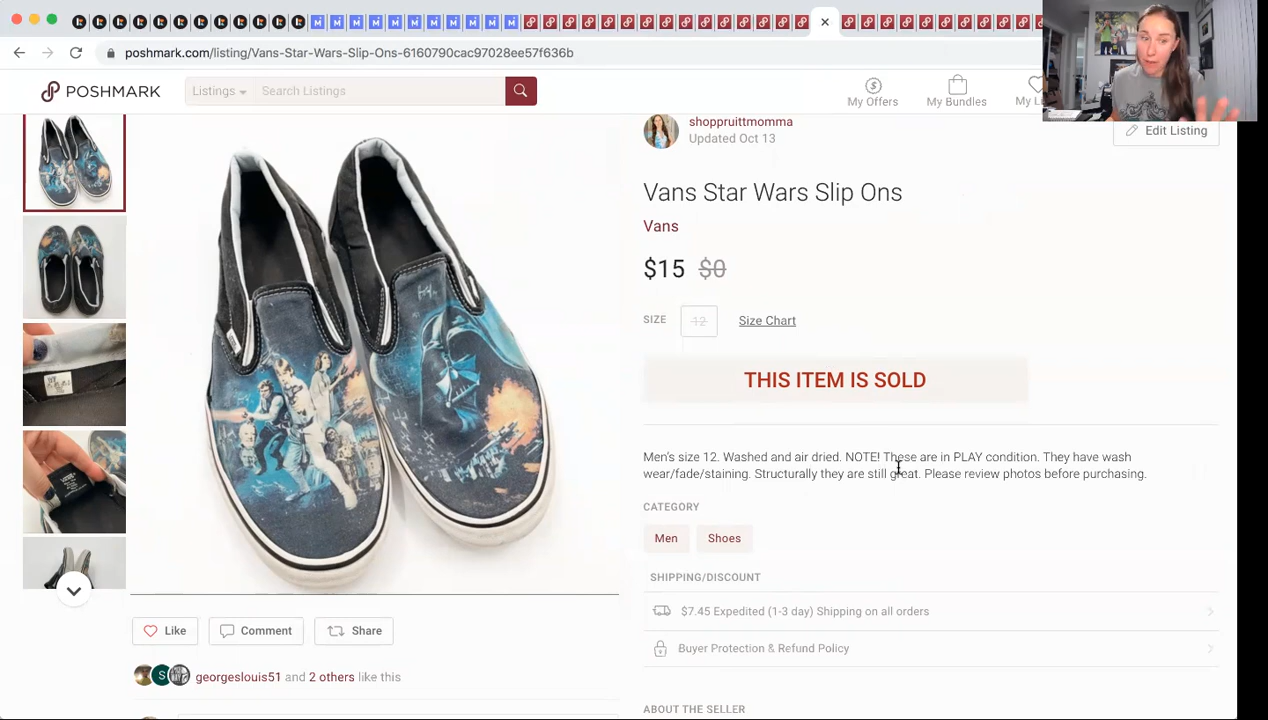 poshmark.com/listing/Vans-Star-Wars-Slip-Ons-6160790cac97028ee57f636b
POSHMARK
Listings
Search Listings
My Offers
My Bundles
shoppruittmomma
Updated Oct 13
Edit Listing
Vans Star Wars Slip Ons
Vans
$15 $0
SIZE
12
Size Chart
THIS ITEM IS SOLD
Men's size 12. Washed and air dried. NOTE! These are in PLAY condition. They have wash
wear/fade/staining. Structurally they are still great. Please review photos before purchasing.
CATEGORY
Men
Shoes
SHIPPING/DISCOUNT
$7.45 Expedited (1-3 day) Shipping on all orders
Buyer Protection & Refund Policy
Like
Comment
Share
S
georgeslouis51 and 2 others like this
ABOUT THE SELLER